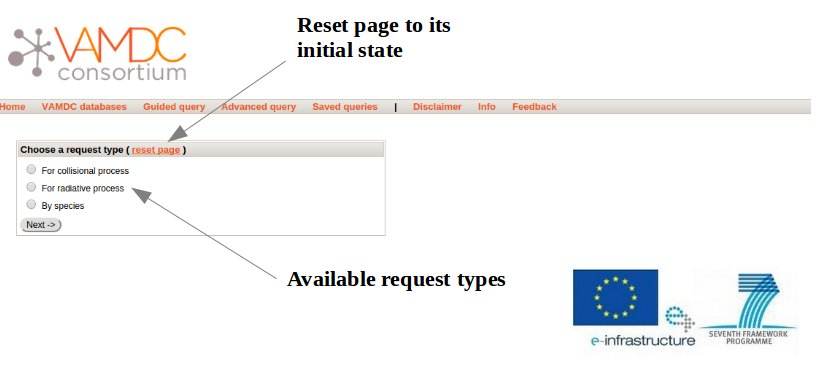 Reset page to its
initial state
VAMDC
consortium
Home VAMDC databases Guided query Advanced query Saved queries | Disclaimer Info Feedback
Choose a request type ( reset page )
For collisional process
For radiative process
By species
Next ->
Available request types
7
e+
e-infrastructure
SEVENTH FRAMEWORK
PROGRAMME